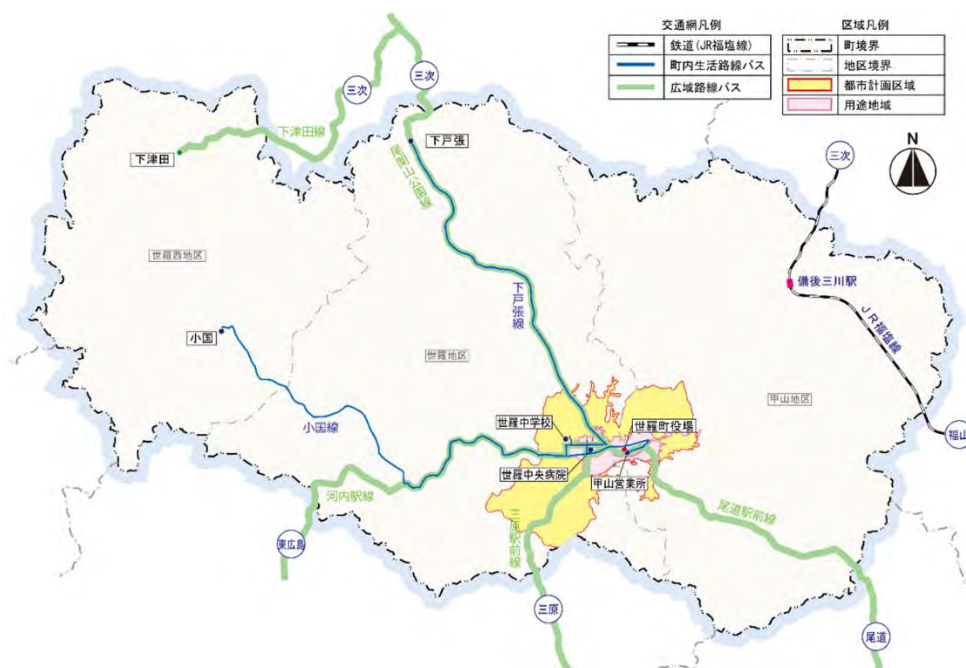 交通網凡例
鉄道(JR福塩線)
町内生活路線バス
広域路線バス
区域凡例
町境界
地区境界
都市計画区域
用途地域
N
三次
三次
三次
下津田線
下津田
下戸張
尾関山公園線
世羅西地区
備後三川駅
JR福塩線
下戸張線
小国
世羅地区
甲山地区
小国線
世羅中学校
世羅町役場
福山
世羅中央病院
甲山営業所
河内駅線
三原駅前線
尾道駅前線
東広島
三原
尾道